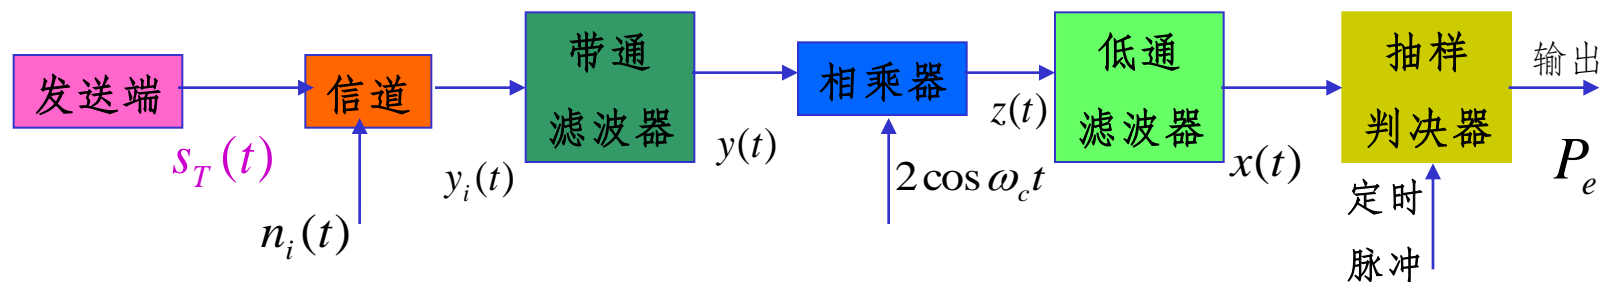 发送端
s_T(t)
信道
n_i(t)
y_i(t)
带通
滤波器
y(t)
相乘器
2cos ω_c t
z(t)
低通
滤波器
x(t)
抽样
判决器
定时
脉冲
输出
P_e